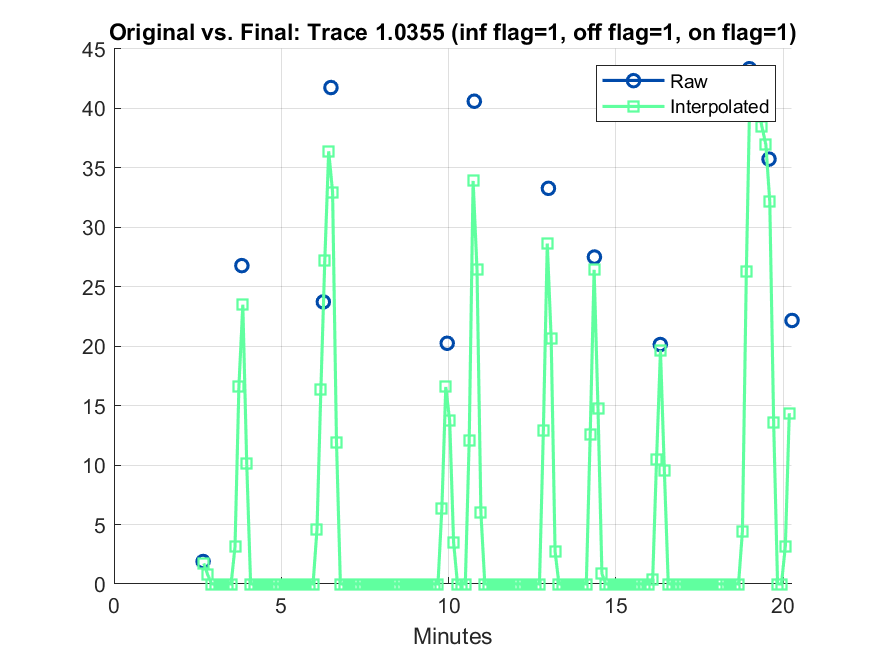 Original vs. Final: Trace 1.0355 (inf flag=1, off flag=1, on flag=1)
45
40
35
30
25
20
15
10
5
0
Raw
Interpolated
0 5 10 15 20
Minutes